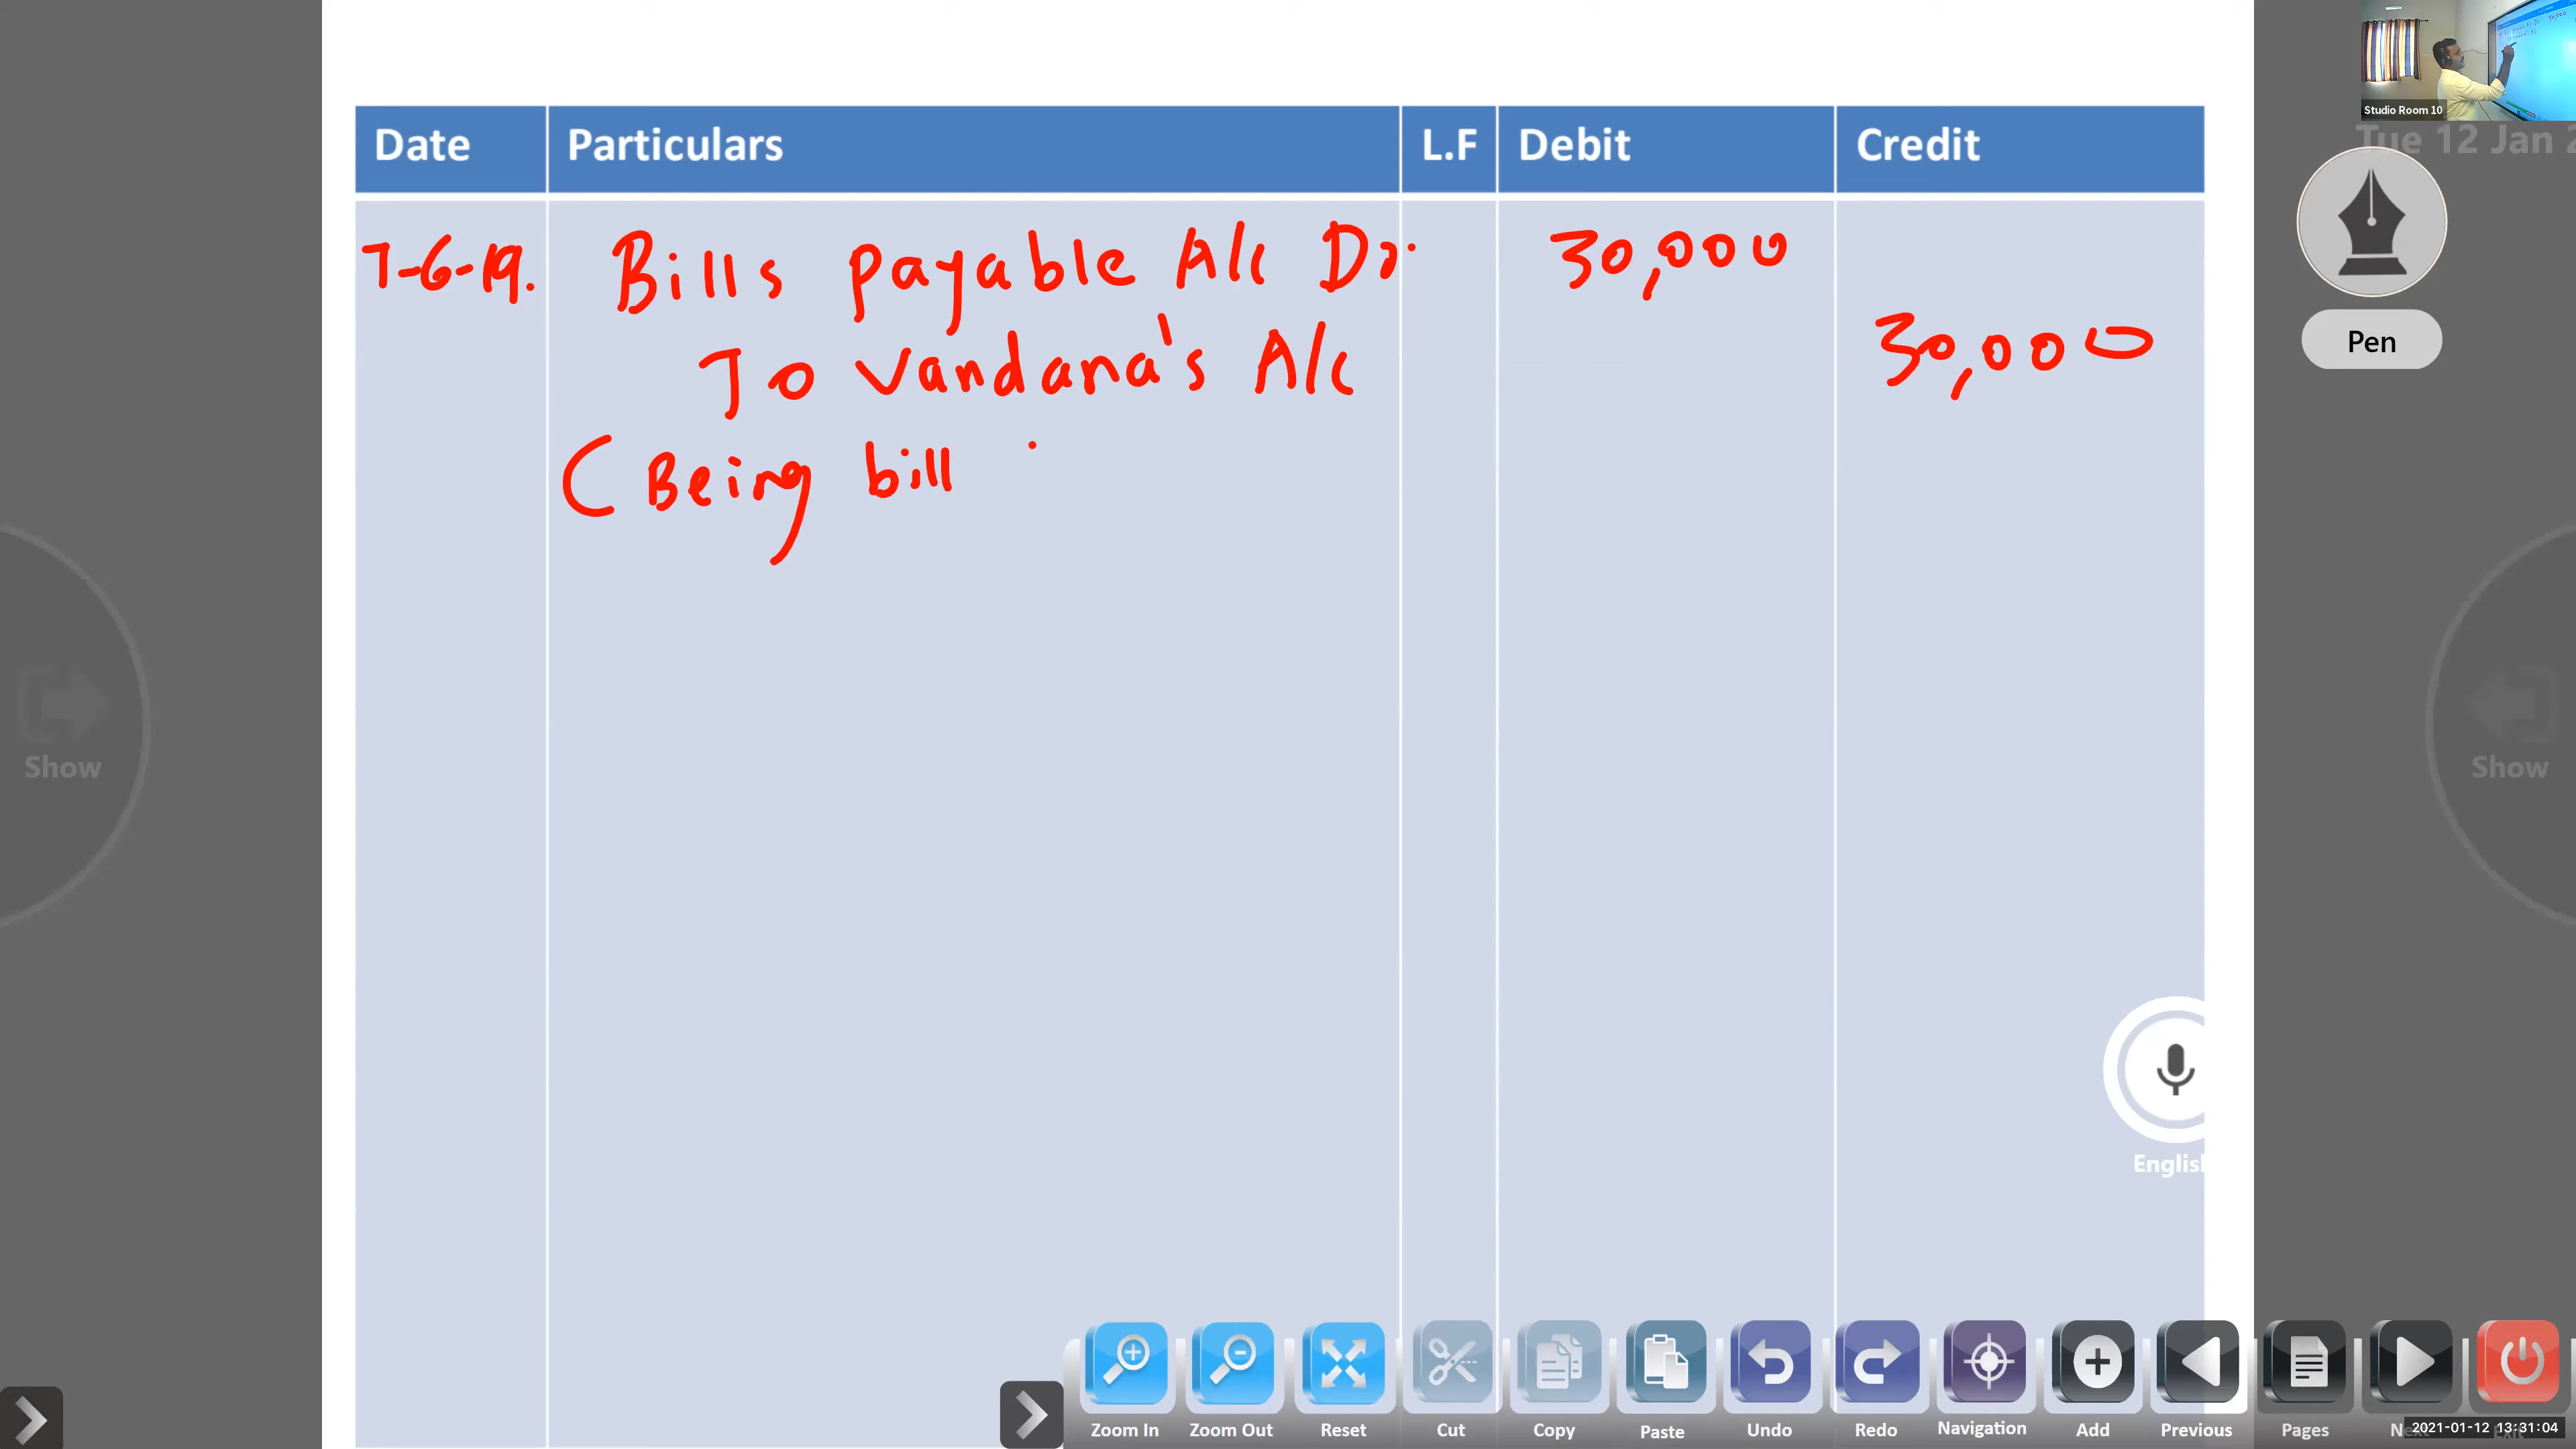 Studio Room 10
Tue 12 Jan 2
Date Particulars L.F Debit Credit
7-6-19. Bills payable A/c Dr. 30,000
To Vandana's A/c 30,000
(Being bill
Pen
Show
Show
English
Zoom In Zoom Out Reset Cut Copy Paste Undo Redo Navigation Add Previous Pages
2021-01-12 13:31:04